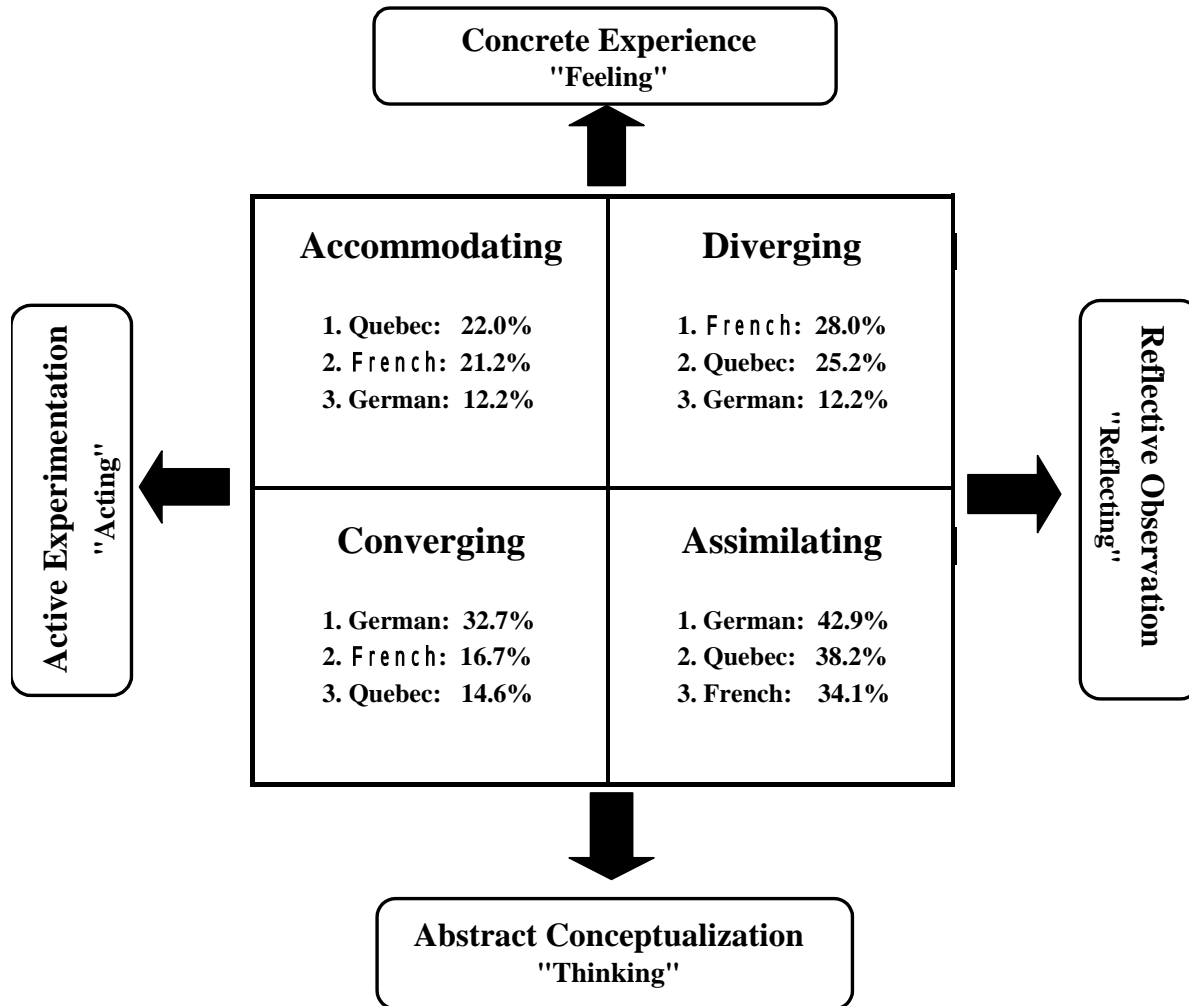 Concrete Experience
"Feeling"
Accommodating
1. Quebec: 22.0%
2. French: 21.2%
3. German: 12.2%
Diverging
1. French: 28.0%
2. Quebec: 25.2%
3. German: 12.2%
Active Experimentation
"Acting"
Reflective Observation
"Reflecting"
Converging
1. German: 32.7%
2. French: 16.7%
3. Quebec: 14.6%
Assimilating
1. German: 42.9%
2. Quebec: 38.2%
3. French: 34.1%
Abstract Conceptualization
"Thinking"